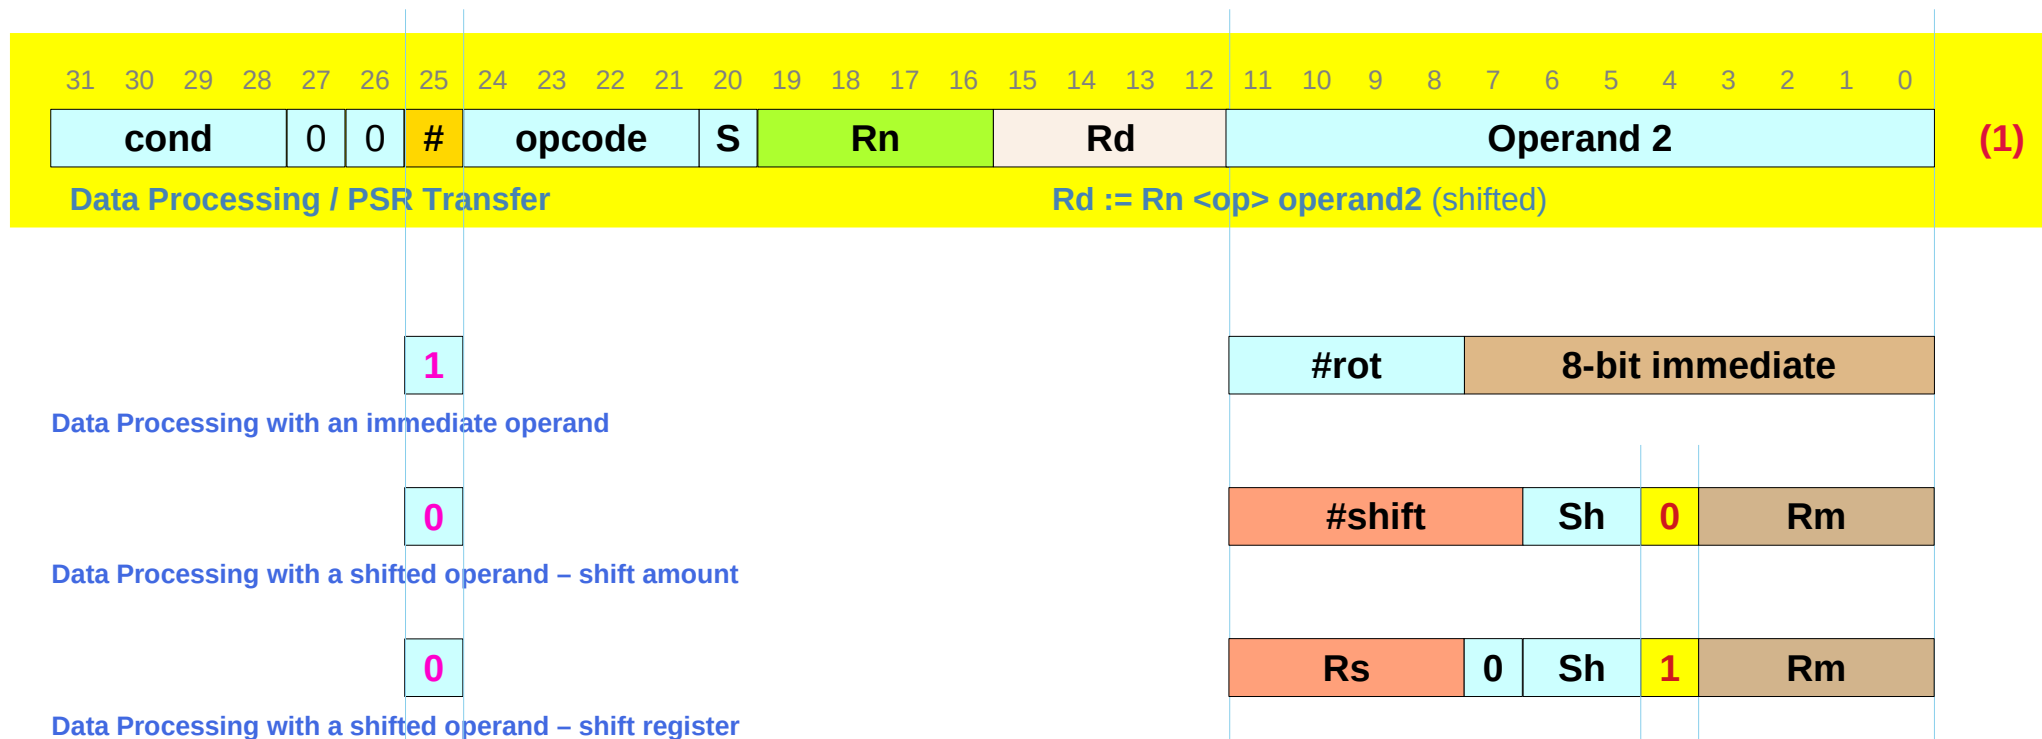 31 30 29 28 27 26 25 24 23 22 21 20 19 18 17 16 15 14 13 12 11 10 9 8 7 6 5 4 3 2 1 0
cond 0 0 # opcode S Rn Rd Operand 2 (1)
Data Processing / PSR Transfer Rd := Rn <op> operand2 (shifted)
1 #rot 8-bit immediate
Data Processing with an immediate operand
0 #shift Sh 0 Rm
Data Processing with a shifted operand – shift amount
0 Rs 0 Sh 1 Rm
Data Processing with a shifted operand – shift register